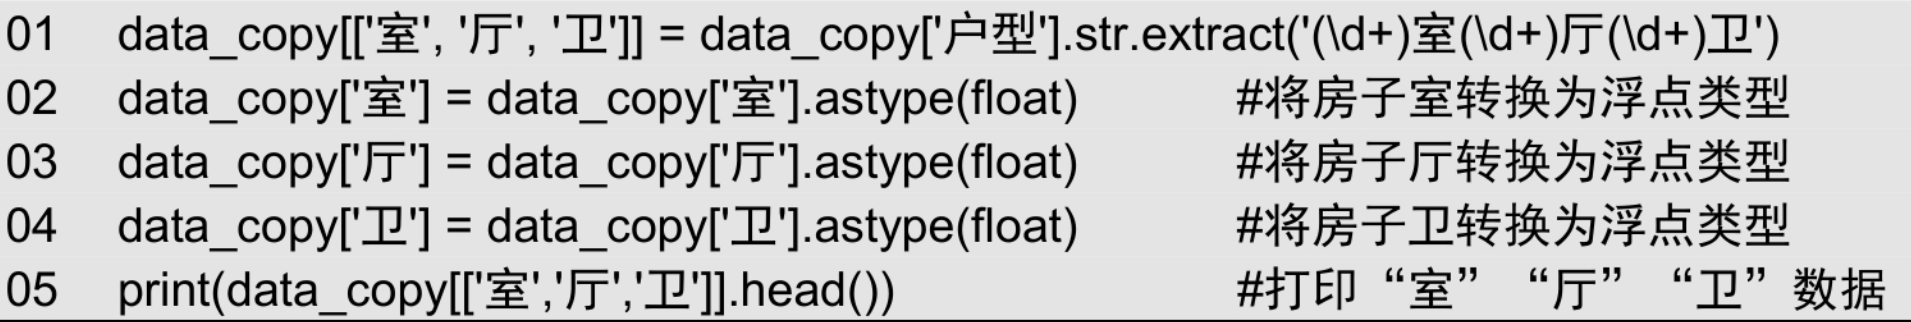 01 data_copy[['室', '厅', '卫']] = data_copy['户型'].str.extract('(\d+)室(\d+)厅(\d+)卫')
02 data_copy['室'] = data_copy['室'].astype(float) #将房子室转换为浮点类型
03 data_copy['厅'] = data_copy['厅'].astype(float) #将房子厅转换为浮点类型
04 data_copy['卫'] = data_copy['卫'].astype(float) #将房子卫转换为浮点类型
05 print(data_copy[['室','厅','卫']].head()) #打印“室”“厅”“卫”数据